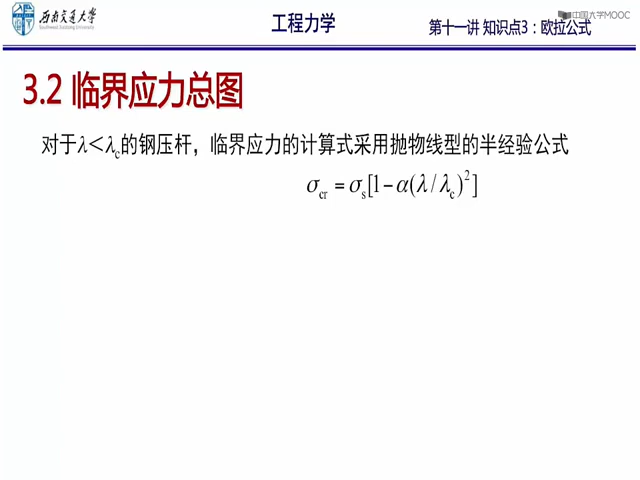 西南交通大学
Southwest Jiaotong University
工程力学
中国大学MOOC
第十一讲 知识点3：欧拉公式
3.2 临界应力总图
对于λ＜λc的钢压杆，临界应力的计算式采用抛物线型的半经验公式
σcr = σs[1−α(λ/λc)²]